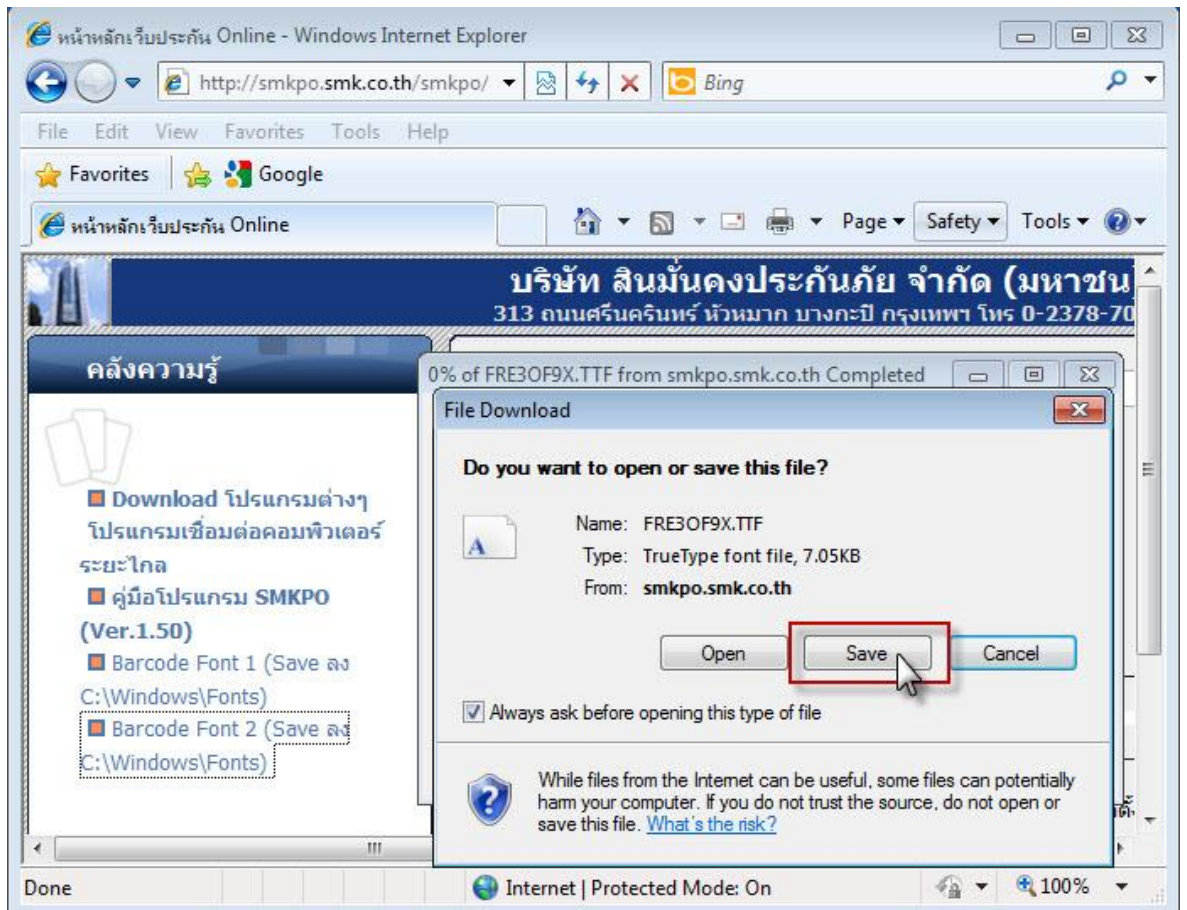 หน้าหลักเว็บประกัน Online - Windows Internet Explorer
http://smkpo.smk.co.th/smkpo/
Bing
File Edit View Favorites Tools Help
Favorites Google
หน้าหลักเว็บประกัน Online
Page Safety Tools
บริษัท สินมั่นคงประกันภัย จำกัด (มหาชน)
313 ถนนศรีนครินทร์ หัวหมาก บางกะปิ กรุงเทพฯ โทร 0-2378-70
คลังความรู้
Download โปรแกรมต่างๆ
โปรแกรมเชื่อมต่อคอมพิวเตอร์
ระยะไกล
คู่มือโปรแกรม SMKPO
(Ver.1.50)
Barcode Font 1 (Save ลง
C:\Windows\Fonts)
Barcode Font 2 (Save ลง
C:\Windows\Fonts)
0% of FRE3OF9X.TTF from smkpo.smk.co.th Completed
File Download
Do you want to open or save this file?
Name: FRE3OF9X.TTF
Type: TrueType font file, 7.05KB
From: smkpo.smk.co.th
Open Save Cancel
Always ask before opening this type of file
While files from the Internet can be useful, some files can potentially
harm your computer. If you do not trust the source, do not open or
save this file. What's the risk?
Done
Internet | Protected Mode: On
100%